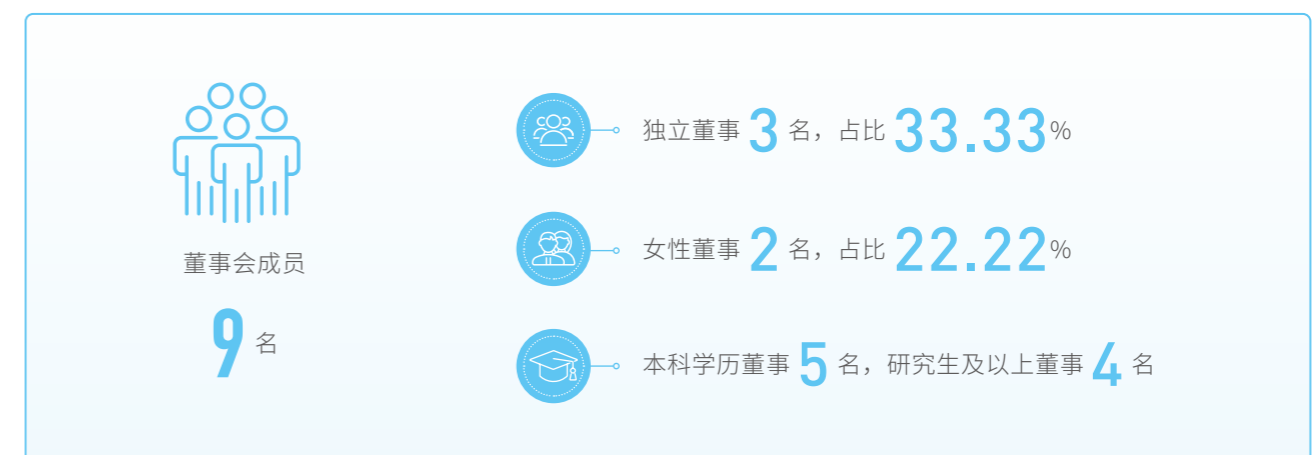 董事会成员
9 名
独立董事 3 名，占比 33.33%
女性董事 2 名，占比 22.22%
本科学历董事 5 名，研究生及以上董事 4 名